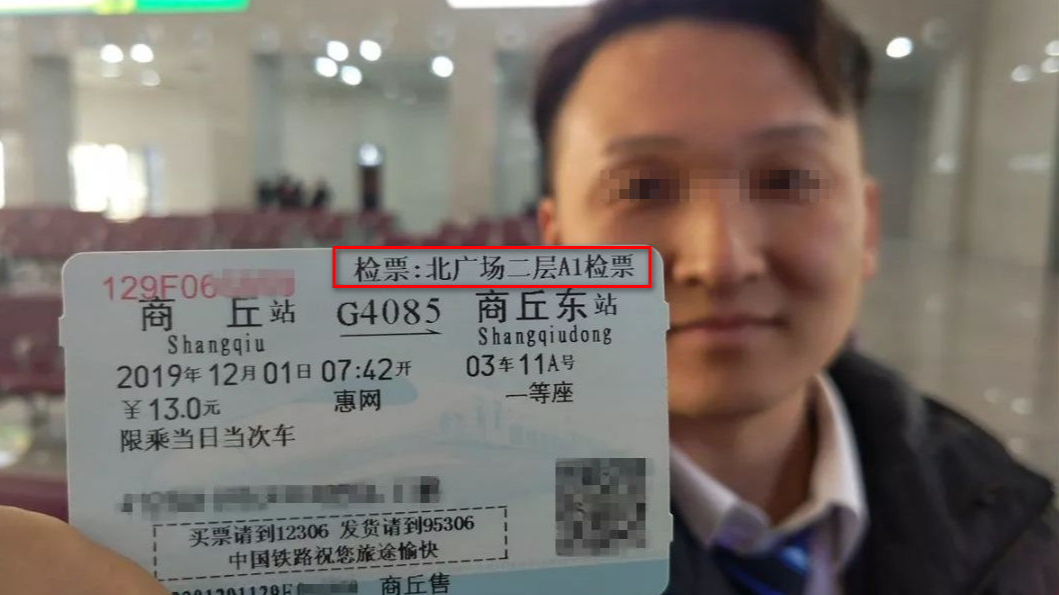 检票:北广场二层A1检票
129F06
商丘站 G4085 商丘东站
Shangqiu Shangqiudong
2019年12月01日07:42开 03车11A号
￥13.0元 惠网 一等座
限乘当日当次车
买票请到12306 发货请到95306
中国铁路祝您旅途愉快
商丘售